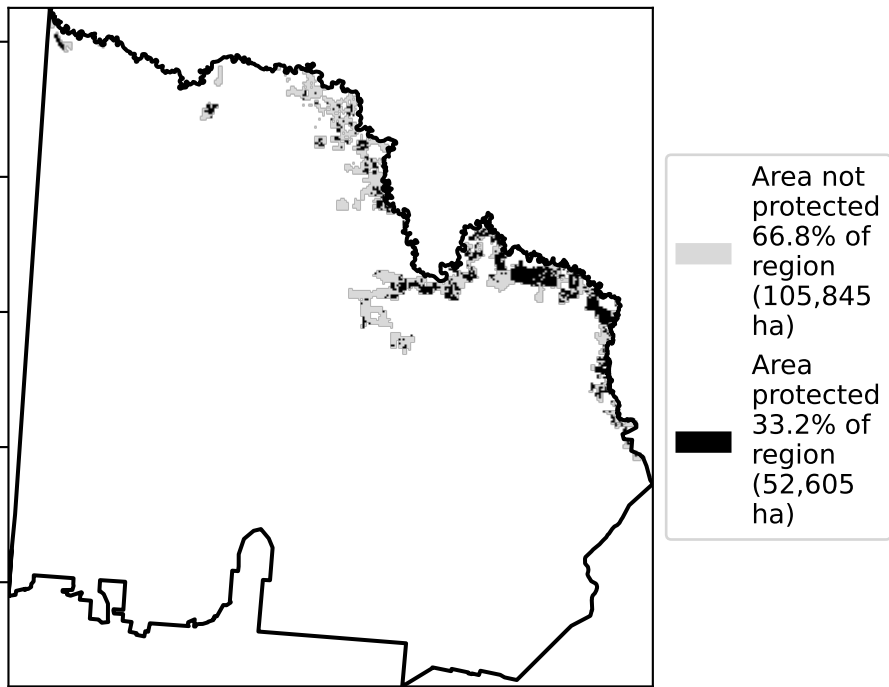 Area not
protected
66.8% of
region
(105,845
ha)
Area
protected
33.2% of
region
(52,605
ha)